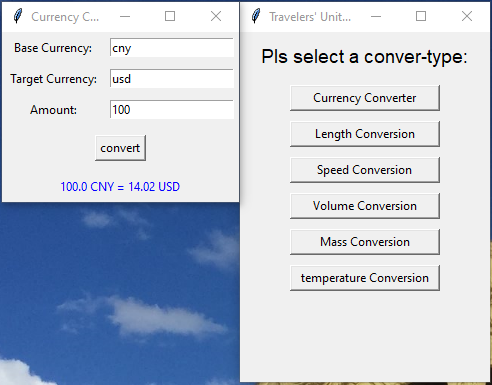 Currency C...
Base Currency: cny
Target Currency: usd
Amount: 100
convert
100.0 CNY = 14.02 USD
Travelers' Unit...
Pls select a conver-type:
Currency Converter
Length Conversion
Speed Conversion
Volume Conversion
Mass Conversion
temperature Conversion